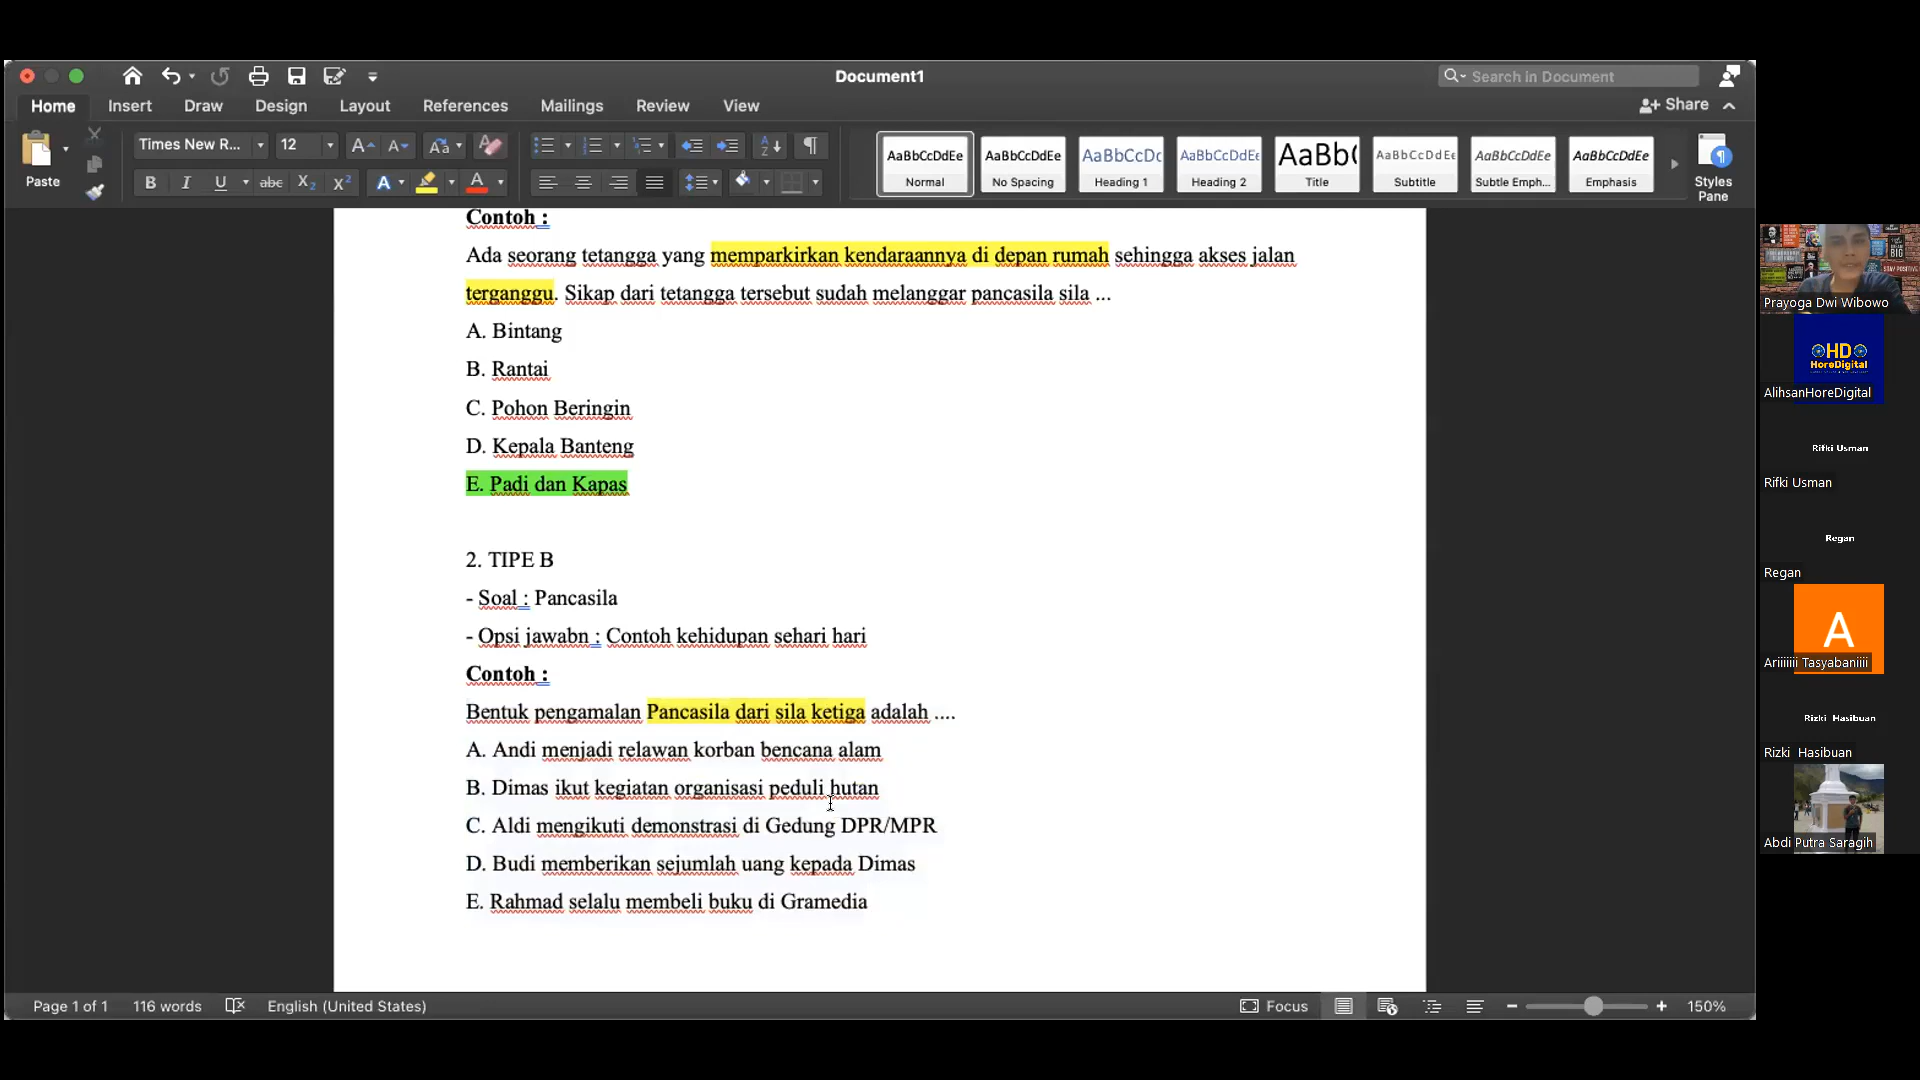 Document1
Search in Document
Home Insert Draw Design Layout References Mailings Review View
Share
Paste
Times New R... 12
AaBbCcDdEe AaBbCcDdEe AaBbCcDc AaBbCcDdEe AaBb( AaBbCcDdEe AaBbCcDdEe AaBbCcDdEe
Normal No Spacing Heading 1 Heading 2 Title Subtitle Subtle Emph... Emphasis
Styles
Pane
Contoh :
Ada seorang tetangga yang memparkirkan kendaraannya di depan rumah sehingga akses jalan
terganggu. Sikap dari tetangga tersebut sudah melanggar pancasila sila ...
A. Bintang
B. Rantai
C. Pohon Beringin
D. Kepala Banteng
E. Padi dan Kapas
2. TIPE B
- Soal : Pancasila
- Opsi jawabn : Contoh kehidupan sehari hari
Contoh :
Bentuk pengamalan Pancasila dari sila ketiga adalah ....
A. Andi menjadi relawan korban bencana alam
B. Dimas ikut kegiatan organisasi peduli hutan
C. Aldi mengikuti demonstrasi di Gedung DPR/MPR
D. Budi memberikan sejumlah uang kepada Dimas
E. Rahmad selalu membeli buku di Gramedia
Page 1 of 1 116 words English (United States)
Focus
150%
Prayoga Dwi Wibowo
HD
HoreDigital
AlihsanHoreDigital
Rifki Usman
Rifki Usman
Regan
Regan
A
Ariiiiiii Tasyabaniiii
Rizki Hasibuan
Rizki Hasibuan
Abdi Putra Saragih